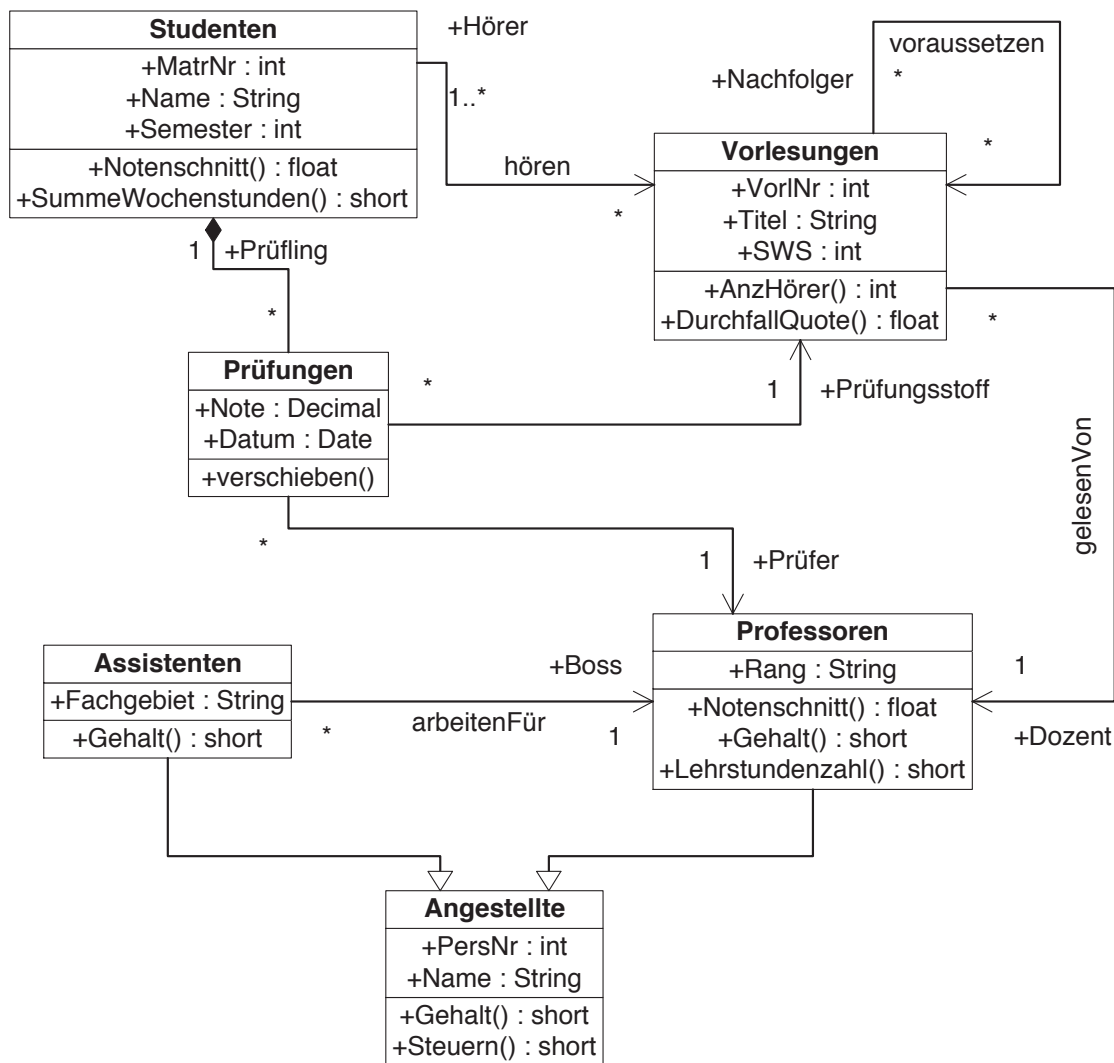 Studenten
+MatrNr : int
+Name : String
+Semester : int
+Notenschnitt() : float
+SummeWochenstunden() : short
+Hörer
1..*
hören
*
voraussetzen
+Nachfolger
*
*
Vorlesungen
+VorlNr : int
+Titel : String
+SWS : int
+AnzHörer() : int
+DurchfallQuote() : float
*
1
+Prüfling
*
Prüfungen
+Note : Decimal
+Datum : Date
+verschieben()
*
1
+Prüfungsstoff
gelesenVon
*
1
+Prüfer
Assistenten
+Fachgebiet : String
+Gehalt() : short
+Boss
*
arbeitenFür
1
Professoren
+Rang : String
+Notenschnitt() : float
+Gehalt() : short
+Lehrstundenzahl() : short
1
+Dozent
Angestellte
+PersNr : int
+Name : String
+Gehalt() : short
+Steuern() : short